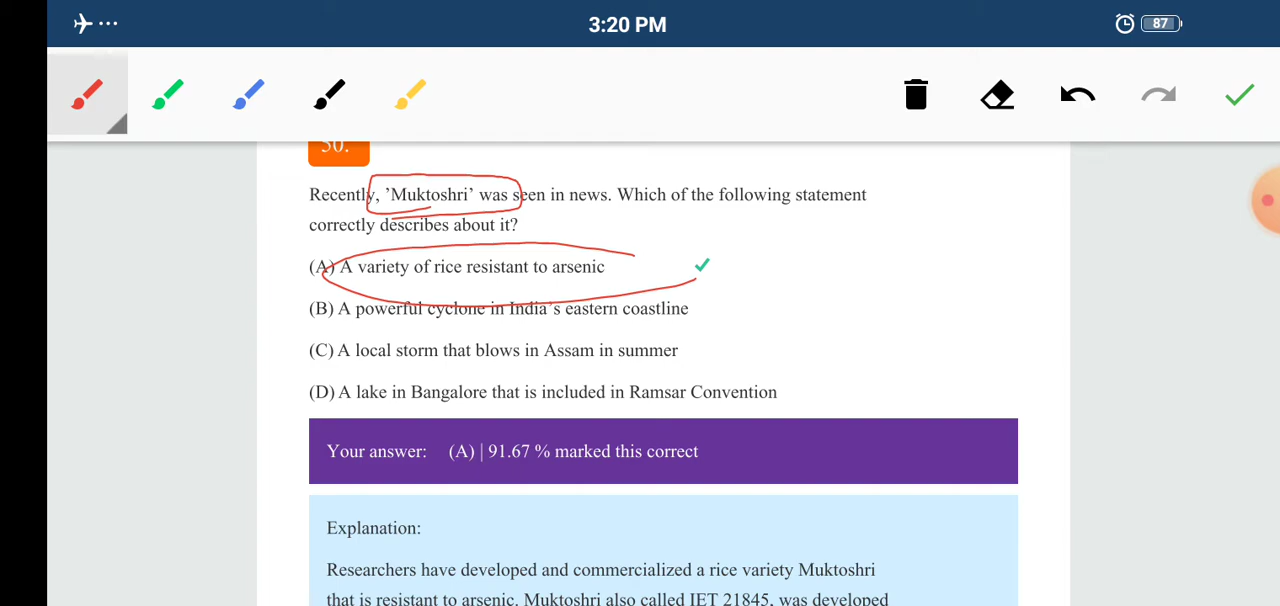 3:20 PM
87
50.
Recently, ’Muktoshri’ was seen in news. Which of the following statement
correctly describes about it?
(A) A variety of rice resistant to arsenic
(B) A powerful cyclone in India’s eastern coastline
(C) A local storm that blows in Assam in summer
(D) A lake in Bangalore that is included in Ramsar Convention
Your answer: (A) | 91.67 % marked this correct
Explanation:
Researchers have developed and commercialized a rice variety Muktoshri
that is resistant to arsenic. Muktoshri also called IET 21845, was developed